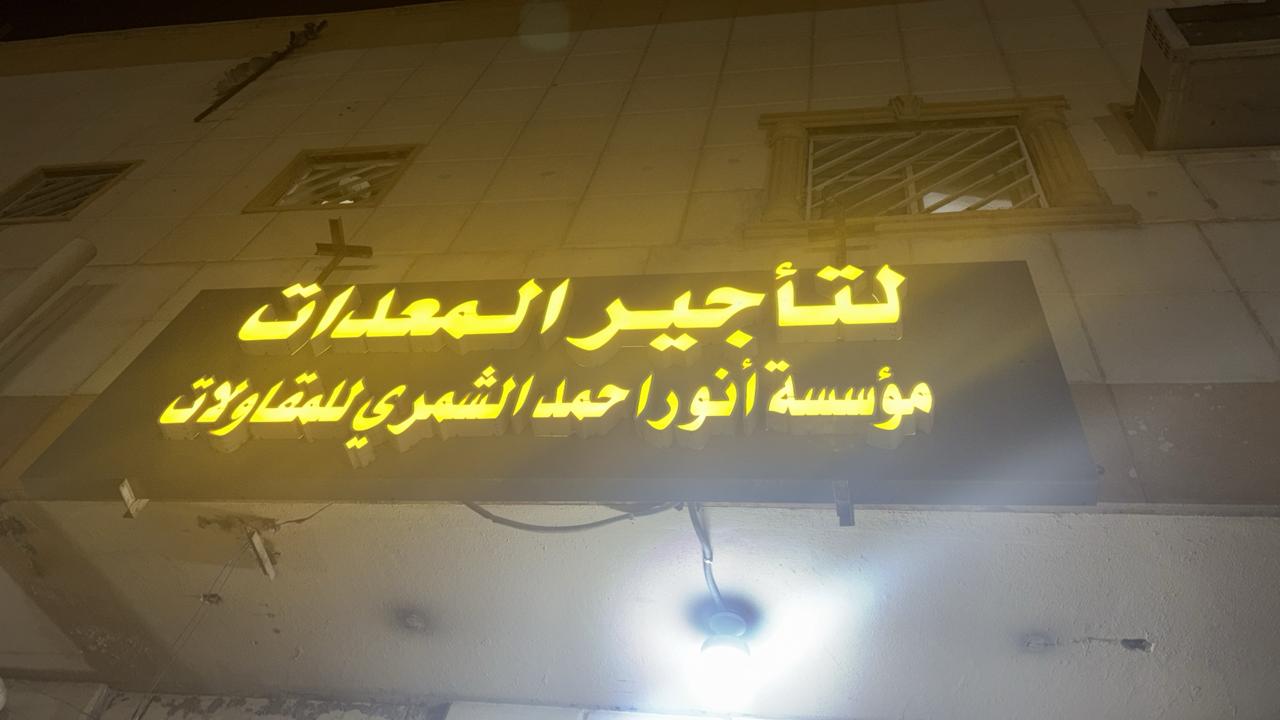 لتأجير المعدات
مؤسسة أنور احمد الشمري للمقاولات